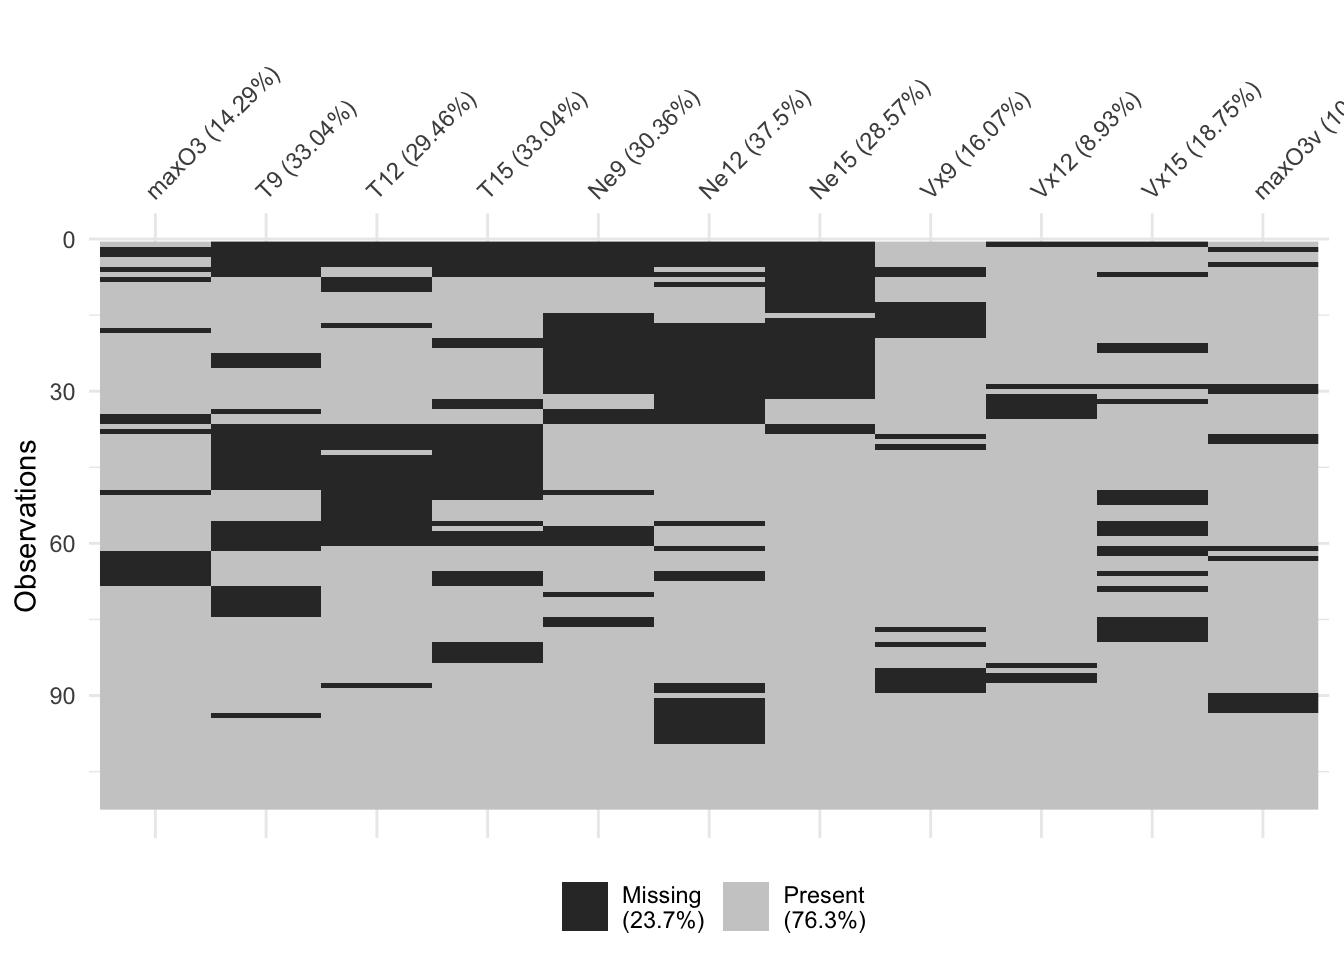 maxO3 (14.29%)
T9 (33.04%)
T12 (29.46%)
T15 (33.04%)
Ne9 (30.36%)
Ne12 (37.5%)
Ne15 (28.57%)
Vx9 (16.07%)
Vx12 (8.93%)
Vx15 (18.75%)
maxO3v (10
0
30
60
90
Observations
Missing
(23.7%)
Present
(76.3%)